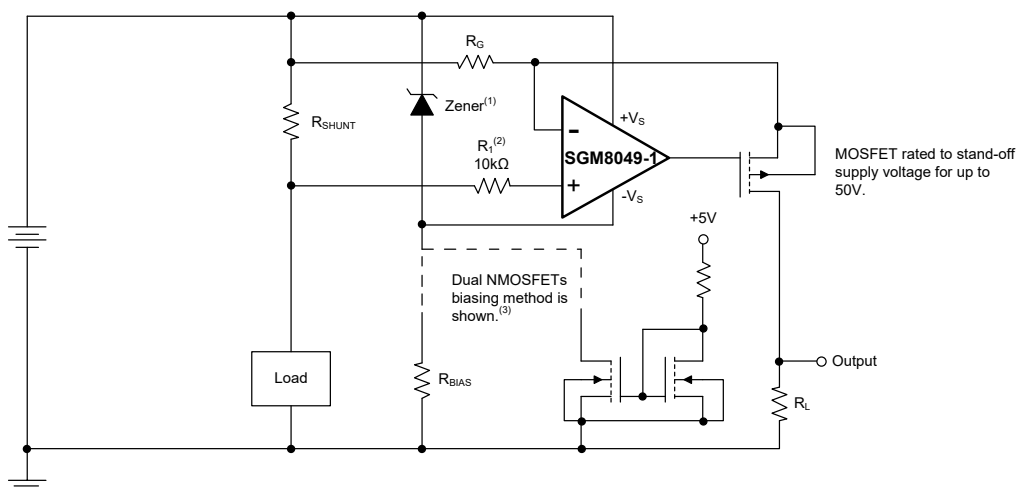 R_G
Zener(1)
+V_S
R_SHUNT
R_1(2)
10kΩ
SGM8049-1
-V_S
MOSFET rated to stand-off
supply voltage for up to
50V.
+5V
Dual NMOSFETs
biasing method is
shown.(3)
Output
Load
R_BIAS
R_L